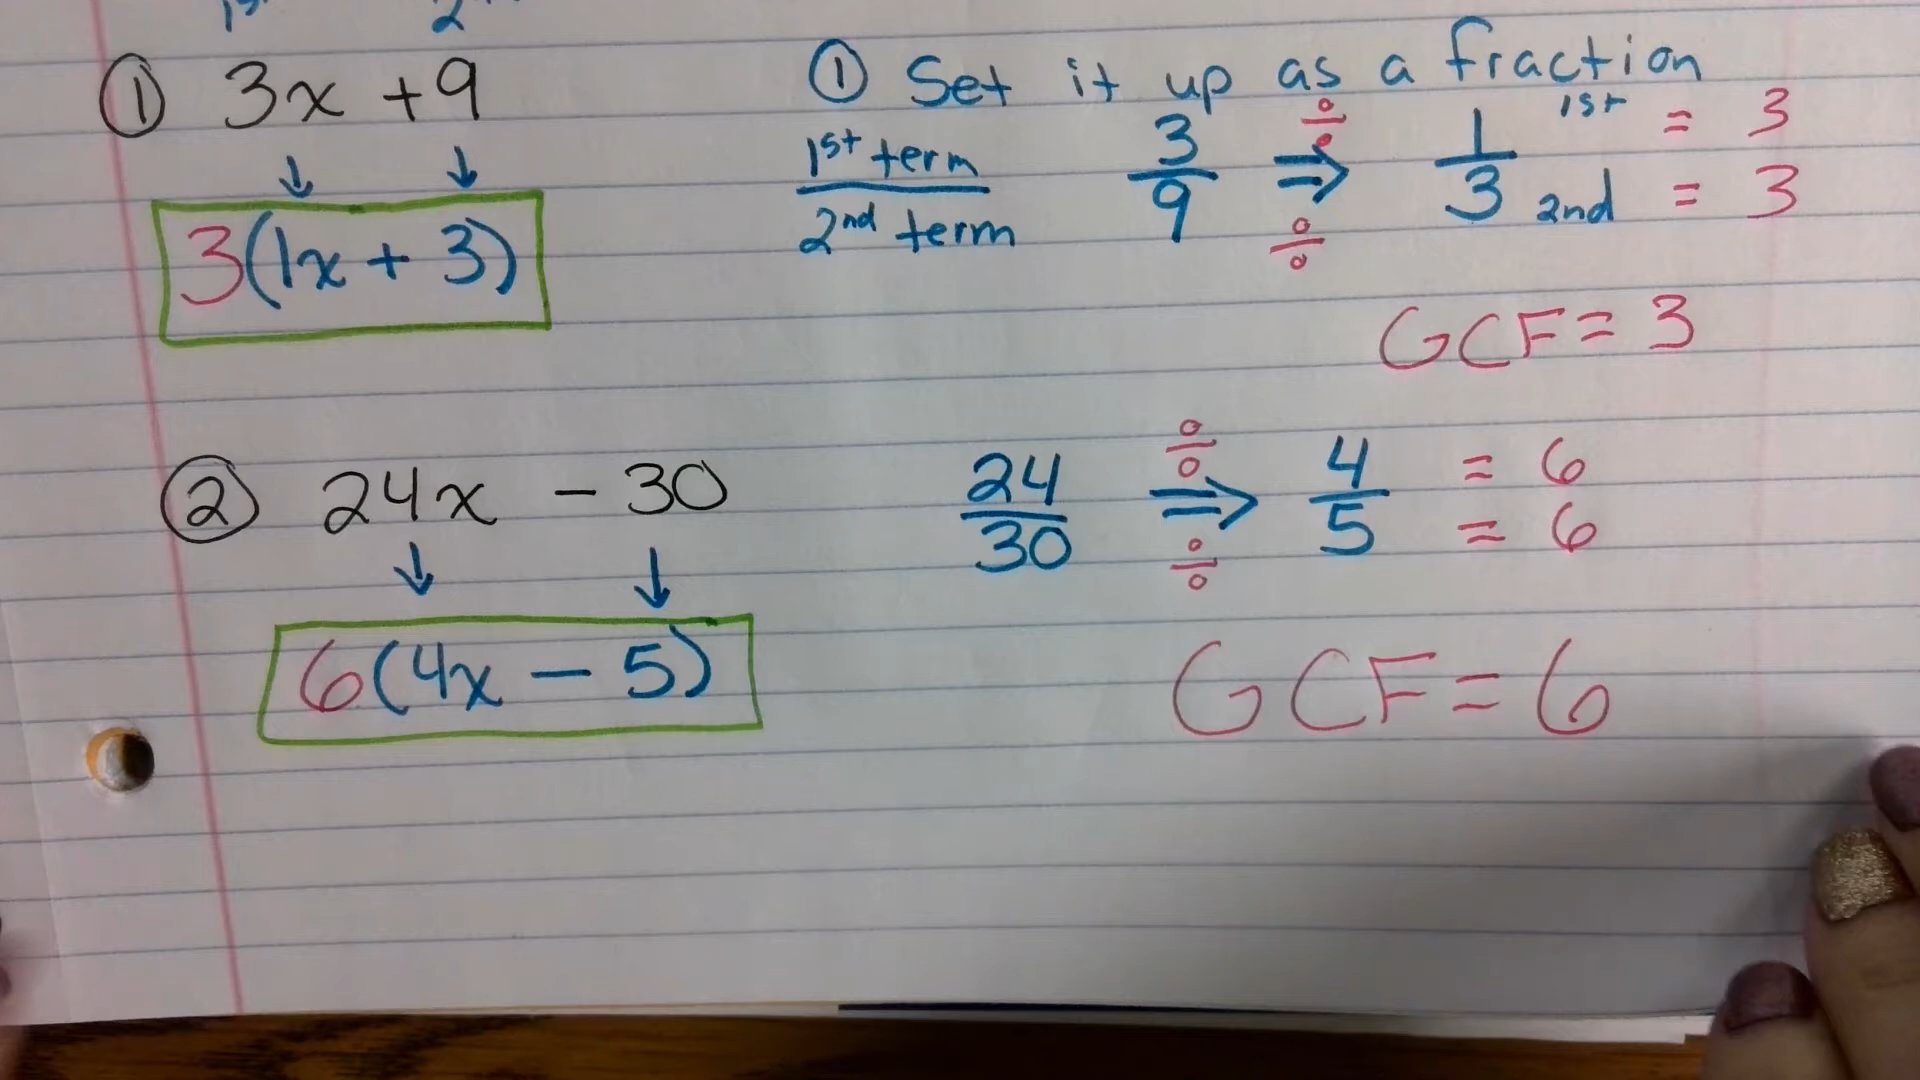 1st 2
① 3x + 9
3(1x + 3)
① Set it up as a fraction
1st term 3 ÷ ⇒ 1 1st = 3
2nd term 9 ÷ 3 2nd = 3
GCF = 3
② 24x - 30
6(4x - 5)
24 ÷ ⇒ 4 = 6
30 ÷ 5 = 6
GCF = 6